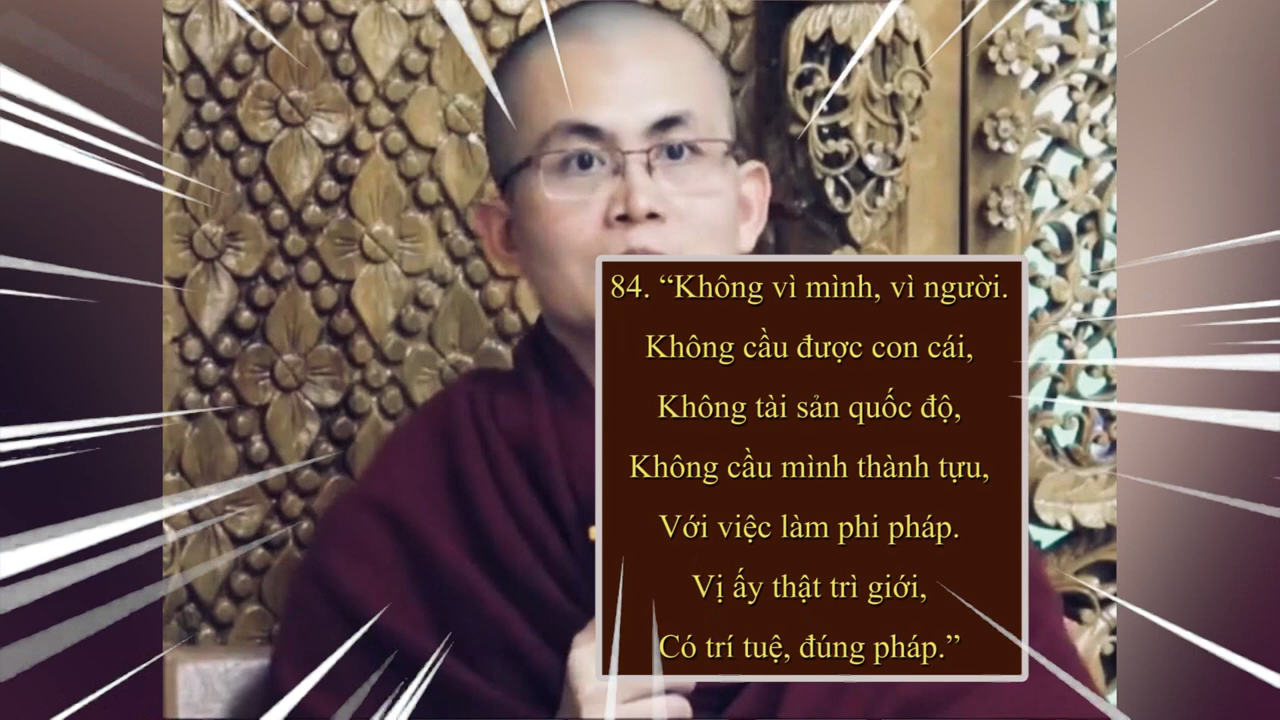 84. “Không vì mình, vì người.
Không cầu được con cái,
Không tài sản quốc độ,
Không cầu mình thành tựu,
Với việc làm phi pháp.
Vị ấy thật trì giới,
Có trí tuệ, đúng pháp.”